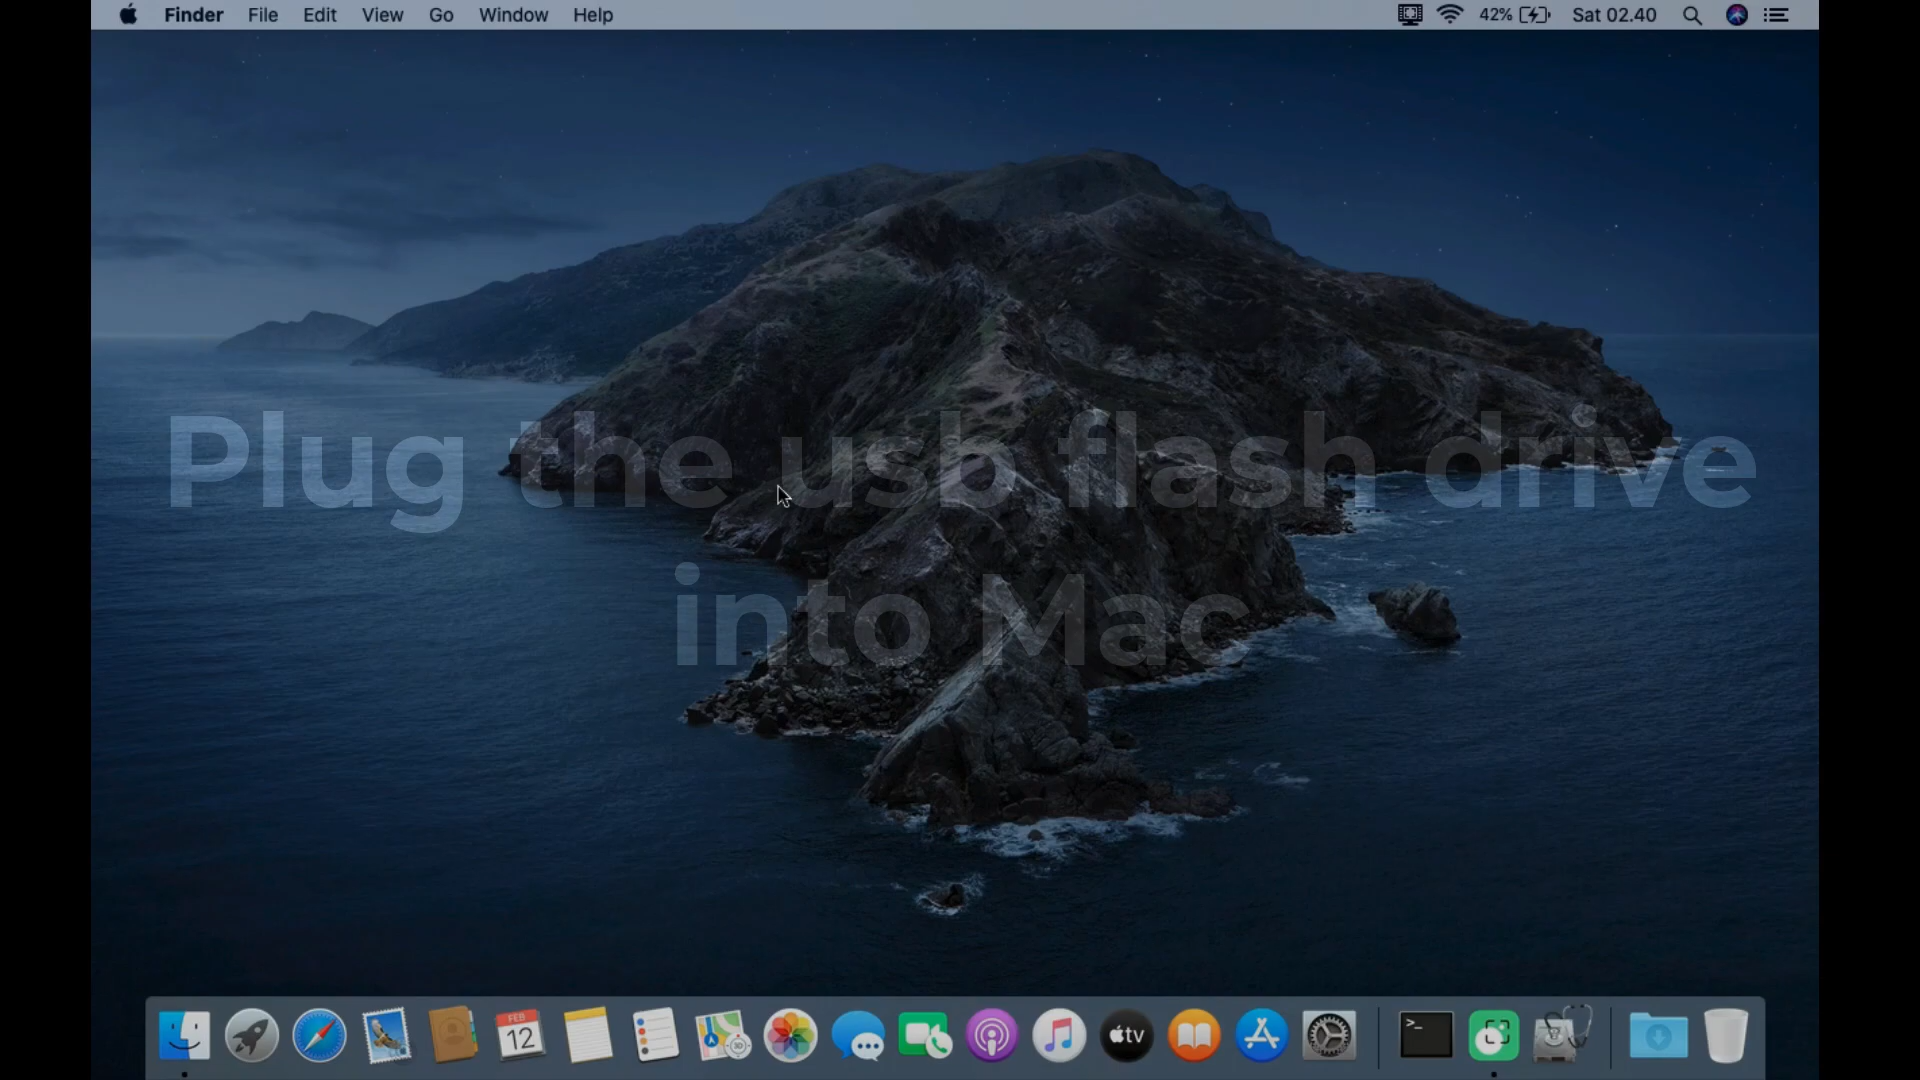 Finder File Edit View Go Window Help 42% Sat 02.40
Plug the usb flash drive
into Mac
FEB
12
3D
tv
>_